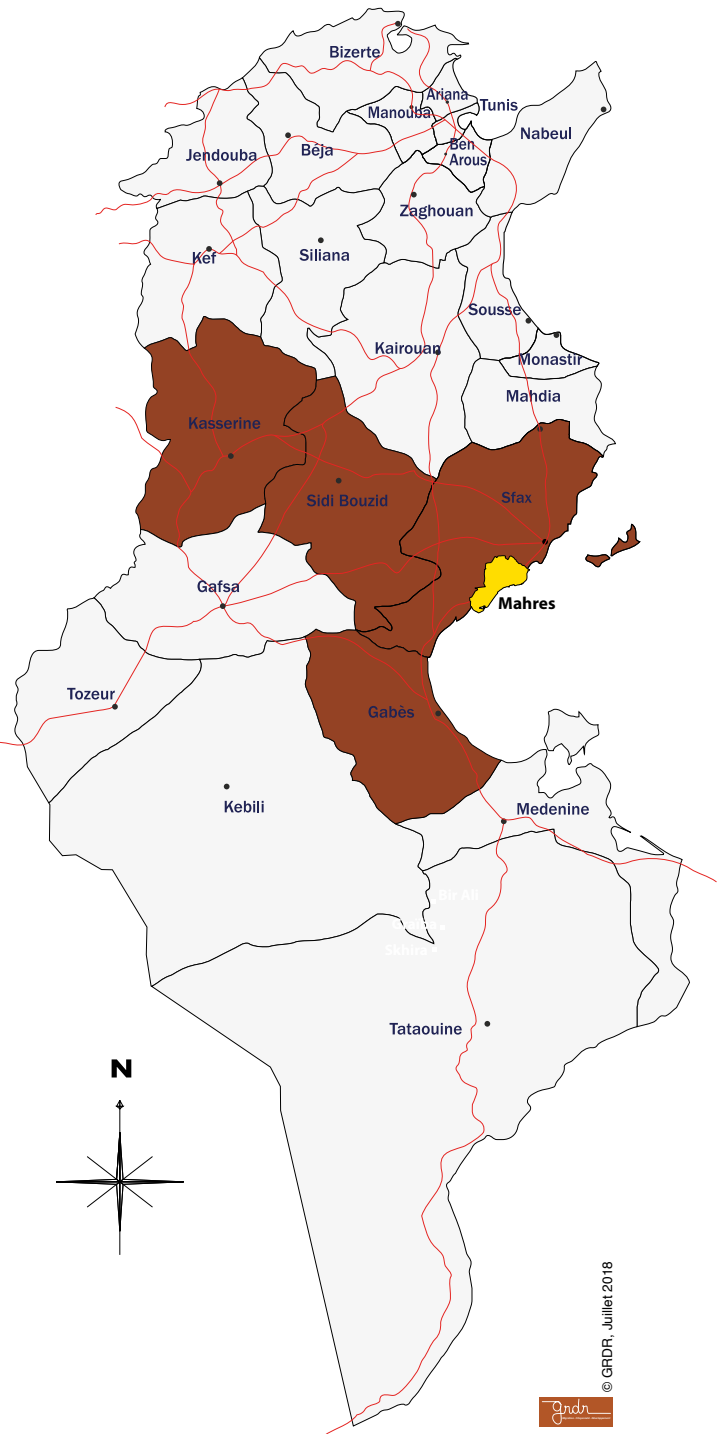 Bizerte
Ariana
Tunis
Manouba
Nabeul
Ben
Arous
Béja
Jendouba
Zaghouan
Siliana
Kef
Sousse
Kairouan
Monastir
Mahdia
Kasserine
Sidi Bouzid
Sfax
Gafsa
Mahres
Tozeur
Gabès
Kebili
Medenine
Bir Ali
Skhira
Tataouine
N
© GRDR, Juillet 2018
grdr